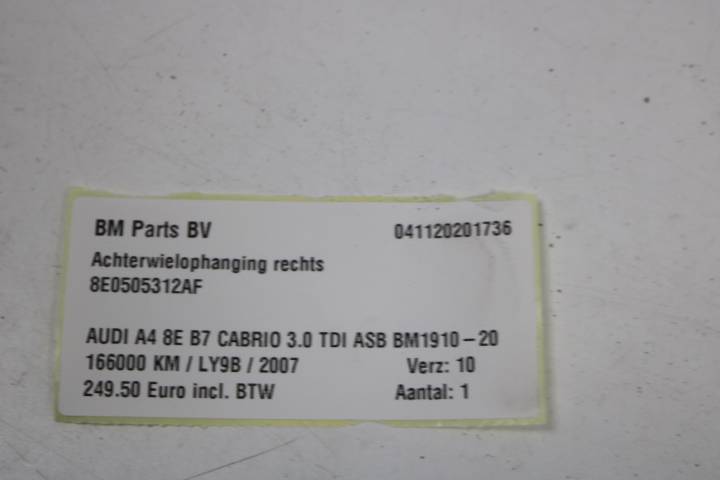 BM Parts BV 041120201736
Achterwielophanging rechts
8E0505312AF
AUDI A4 8E B7 CABRIO 3.0 TDI ASB BM1910-20
166000 KM / LY9B / 2007 Verz: 10
249.50 Euro incl. BTW Aantal: 1